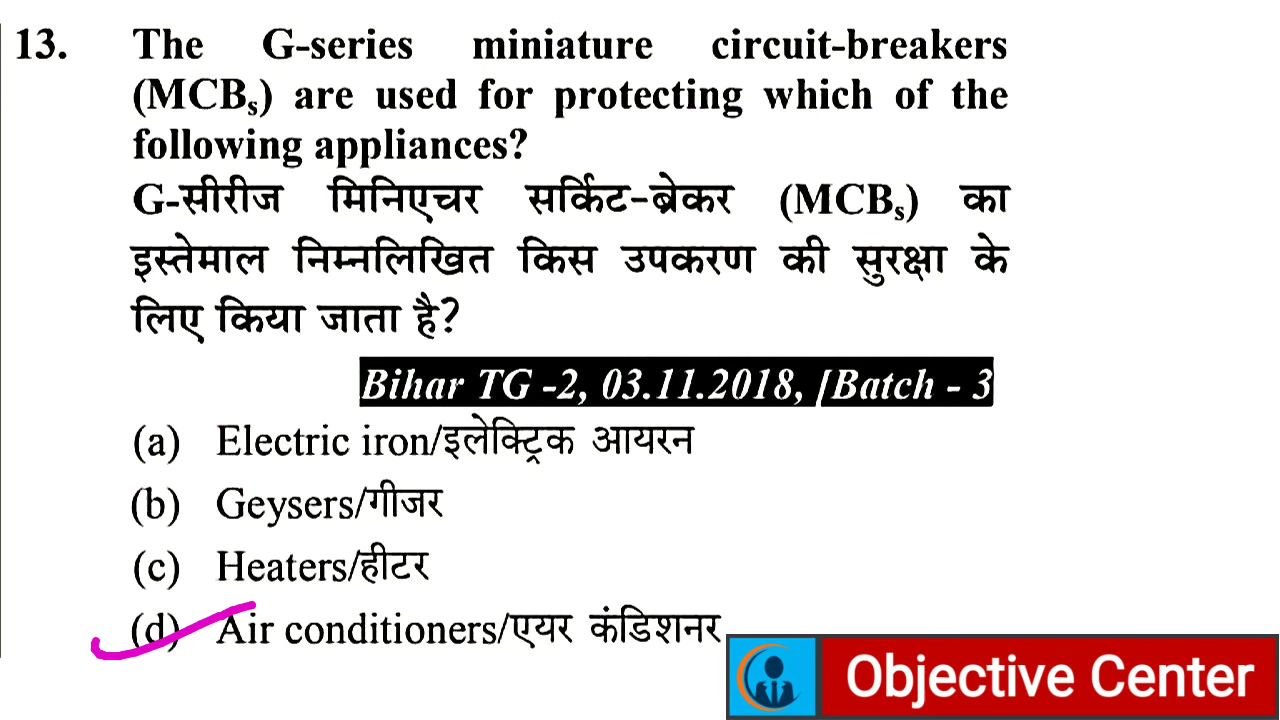 13. The G-series miniature circuit-breakers
(MCBs) are used for protecting which of the
following appliances?
G-सीरीज मिनिएचर सर्किट-ब्रेकर (MCBs) का
इस्तेमाल निम्नलिखित किस उपकरण की सुरक्षा के
लिए किया जाता है?
Bihar TG -2, 03.11.2018, [Batch - 3
(a) Electric iron/इलेक्ट्रिक आयरन
(b) Geysers/गीजर
(c) Heaters/हीटर
(d) Air conditioners/एयर कंडिशनर
Objective Center